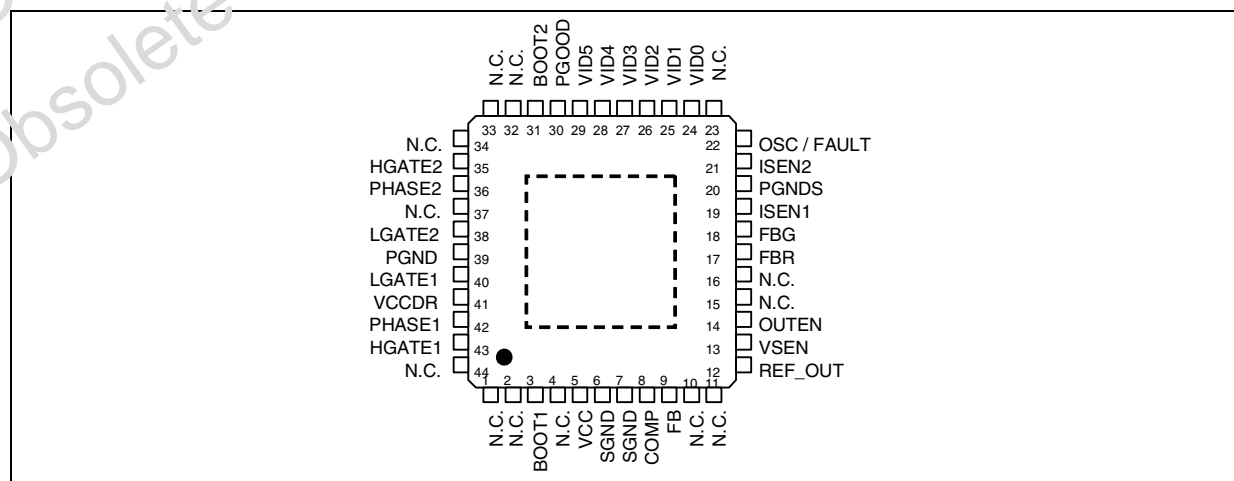 Obsolete
N.C.
N.C.
BOOT2
PGOOD
VID5
VID4
VID3
VID2
VID1
VID0
N.C.
33 32 31 30 29 28 27 26 25 24 23
N.C. 34
HGATE2 35
PHASE2 36
N.C. 37
LGATE2 38
PGND 39
LGATE1 40
VCCDR 41
PHASE1 42
HGATE1 43
N.C. 44
22 OSC / FAULT
21 ISEN2
20 PGNDS
19 ISEN1
18 FBG
17 FBR
16 N.C.
15 N.C.
14 OUTEN
13 VSEN
12 REF_OUT
1 2 3 4 5 6 7 8 9 10 11
N.C.
N.C.
BOOT1
N.C.
VCC
SGND
SGND
COMP
FB
N.C.
N.C.